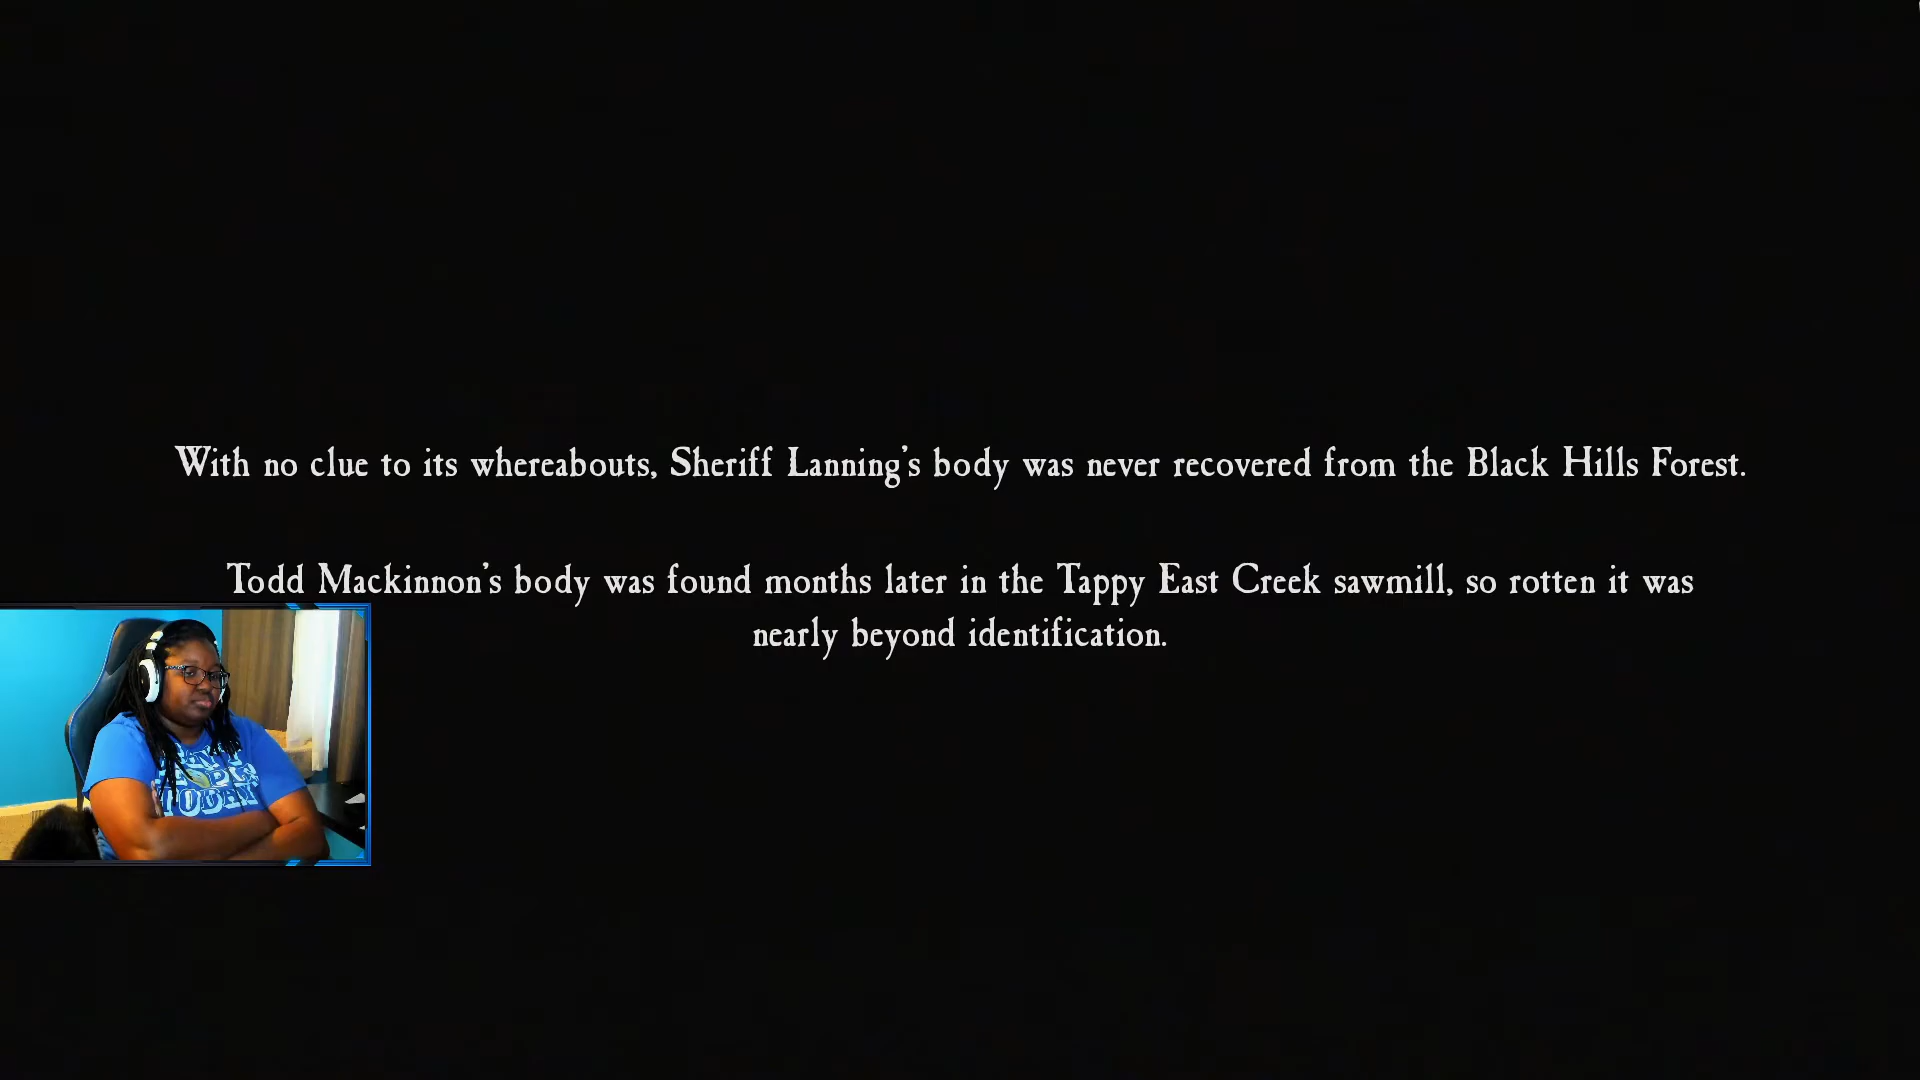 With no clue to its whereabouts, Sheriff Lanning's body was never recovered from the Black Hills Forest.
Todd Mackinnon's body was found months later in the Tappy East Creek sawmill, so rotten it was
nearly beyond identification.
TODAY